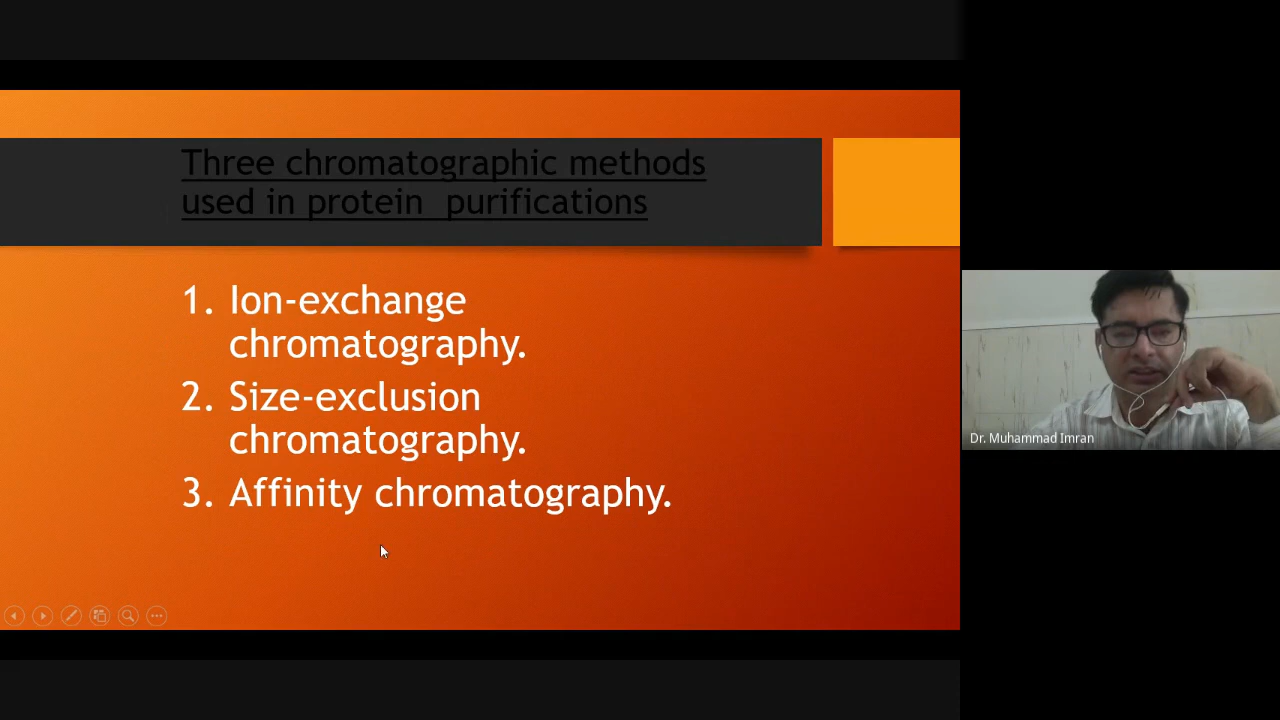 Three chromatographic methods
used in protein  purifications
1. Ion-exchange
chromatography.
2. Size-exclusion
chromatography.
3. Affinity chromatography.
Dr. Muhammad Imran